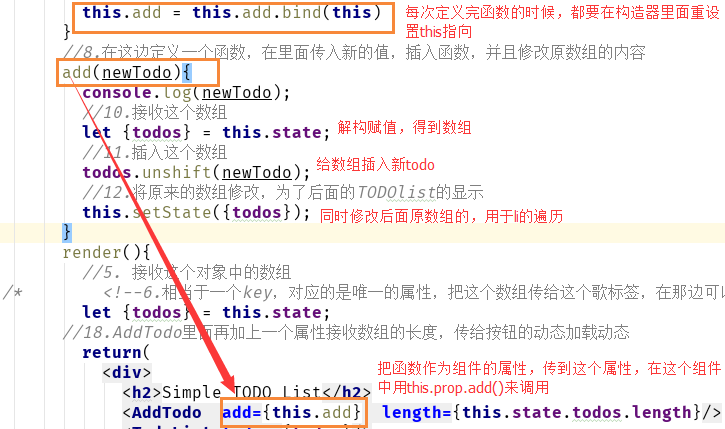 this.add = this.add.bind(this)
每次定义完函数的时候，都要在构造器里面重设
置this指向
}
//8.在这边定义一个函数，在里面传入新的值，插入函数，并且修改原数组的内容
add(newTodo){
console.log(newTodo);
//10.接收这个数组
let {todos} = this.state; 解构赋值，得到数组
//11.插入这个数组
todos.unshift(newTodo); 给数组插入新todo
//12.将原来的数组修改，为了后面的TODOlist的显示
this.setState({todos}); 同时修改后面原数组的，用于li的遍历
}
render(){
//5. 接收这个对象中的数组
/* <!--6.相当于一个key，对应的是唯一的属性，把这个数组传给这个歌标签，在那边可以
let {todos} = this.state;
//18.AddTodo里面再加上一个属性接收数组的长度，传给按钮的动态加载动态
return(
把函数作为组件的属性，传到这个属性，在这个组件
中用this.prop.add()来调用
<div>
<h2>Simple TODO List</h2>
<AddTodo add={this.add} length={this.state.todos.length}/>